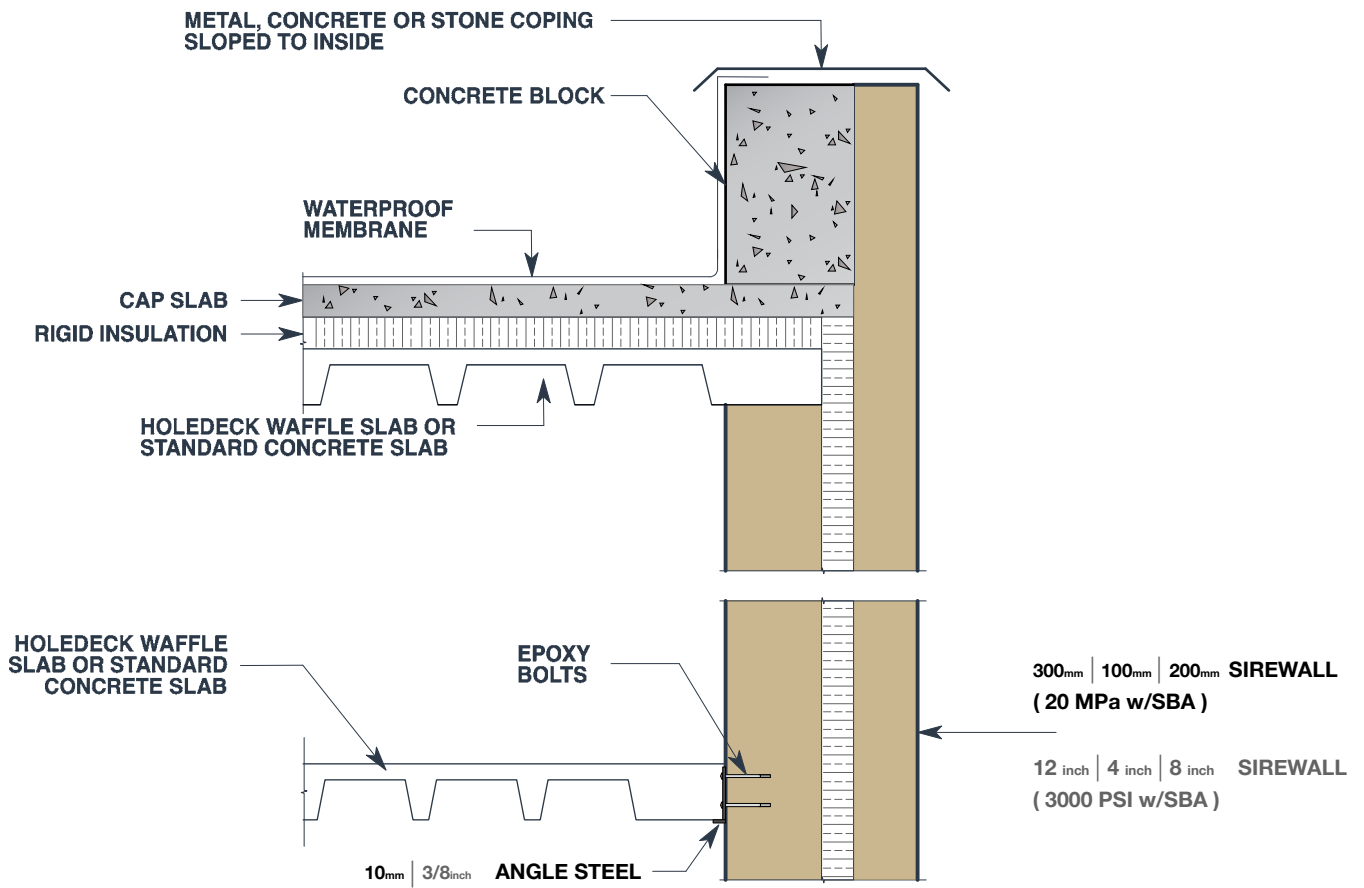 METAL, CONCRETE OR STONE COPING
SLOPED TO INSIDE
CONCRETE BLOCK
WATERPROOF
MEMBRANE
CAP SLAB
RIGID INSULATION
HOLEDECK WAFFLE SLAB OR
STANDARD CONCRETE SLAB
HOLEDECK WAFFLE
SLAB OR STANDARD
CONCRETE SLAB
EPOXY
BOLTS
300mm | 100mm | 200mm SIREWALL
( 20 MPa w/SBA )
12 inch | 4 inch | 8 inch SIREWALL
( 3000 PSI w/SBA )
10mm | 3/8inch ANGLE STEEL